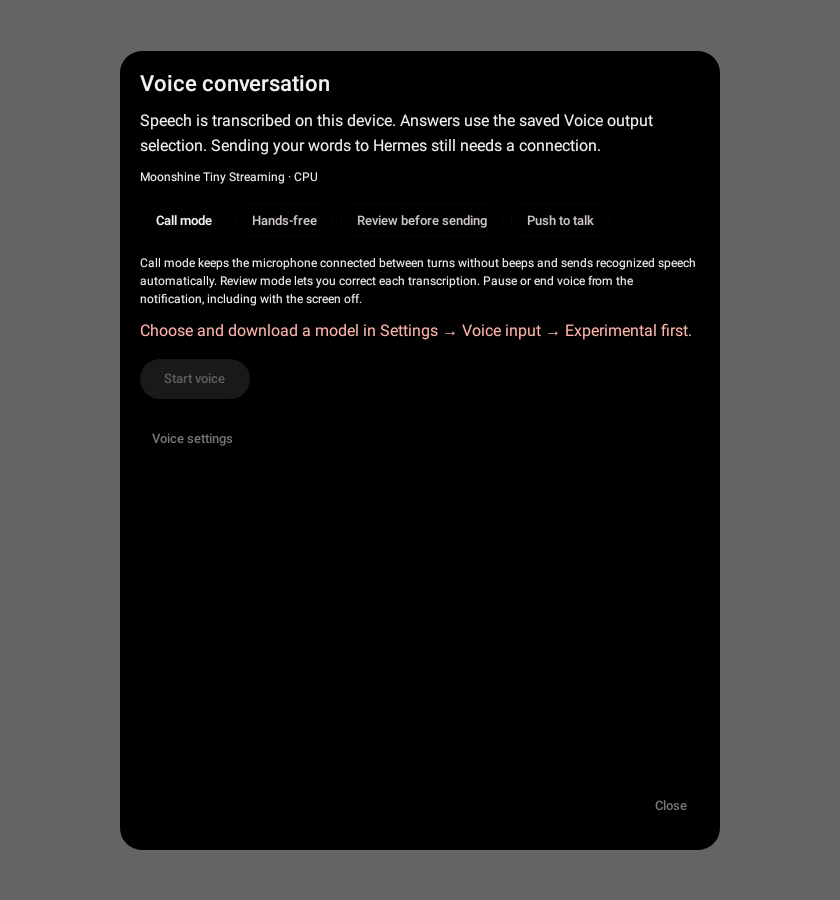 Voice conversation
Speech is transcribed on this device. Answers use the saved Voice output
selection. Sending your words to Hermes still needs a connection.
Moonshine Tiny Streaming · CPU
Call mode Hands-free Review before sending Push to talk
Call mode keeps the microphone connected between turns without beeps and sends recognized speech
automatically. Review mode lets you correct each transcription. Pause or end voice from the
notification, including with the screen off.
Choose and download a model in Settings → Voice input → Experimental first.
Start voice
Voice settings
Close